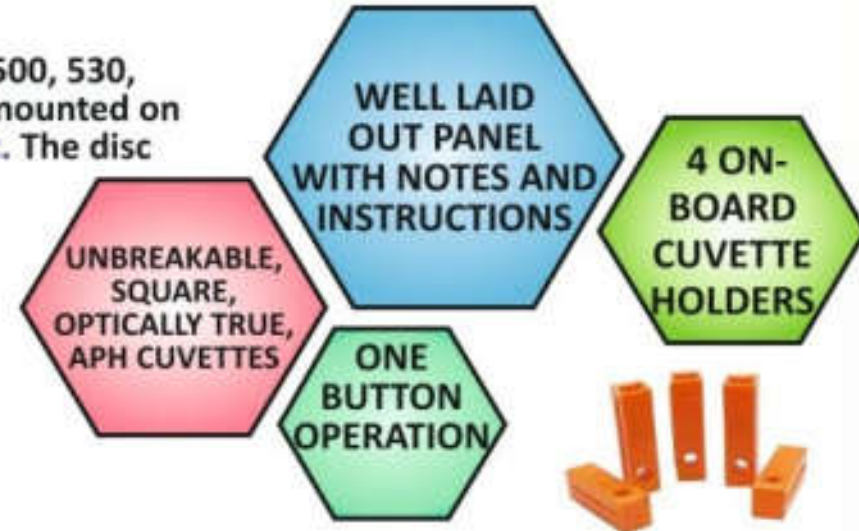 500, 530,
mounted on
. The disc
WELL LAID
OUT PANEL
WITH NOTES AND
INSTRUCTIONS
4 ON-
BOARD
CUVETTE
HOLDERS
UNBREAKABLE,
SQUARE,
OPTICALLY TRUE,
APH CUVETTES
ONE
BUTTON
OPERATION